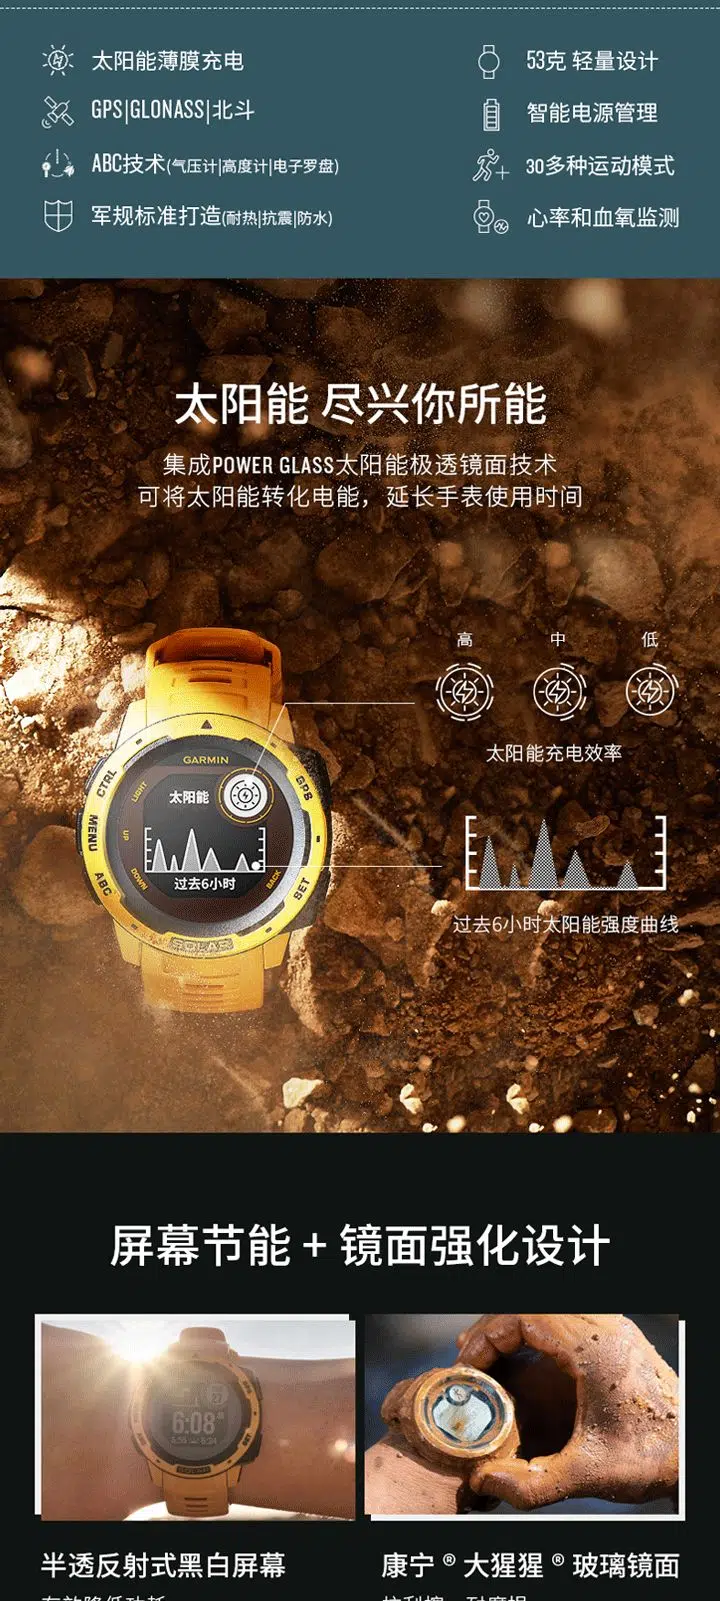 太阳能薄膜充电
53克 轻量设计
GPS|GLONASS|北斗
智能电源管理
ABC技术(气压计|高度计|电子罗盘)
30多种运动模式
军规标准打造(耐热|抗震|防水)
心率和血氧监测
太阳能 尽兴你所能
集成POWER GLASS太阳能极透镜面技术
可将太阳能转化电能，延长手表使用时间
高 中 低
太阳能充电效率
GARMIN
CTRL
LIGHT
GPS
太阳能
MENU
UP
过去6小时
ABC
DOWN
BACK
SET
SOLAR
过去6小时太阳能强度曲线
屏幕节能 + 镜面强化设计
6:08
SOLAR
半透反射式黑白屏幕
康宁 ® 大猩猩 ® 玻璃镜面